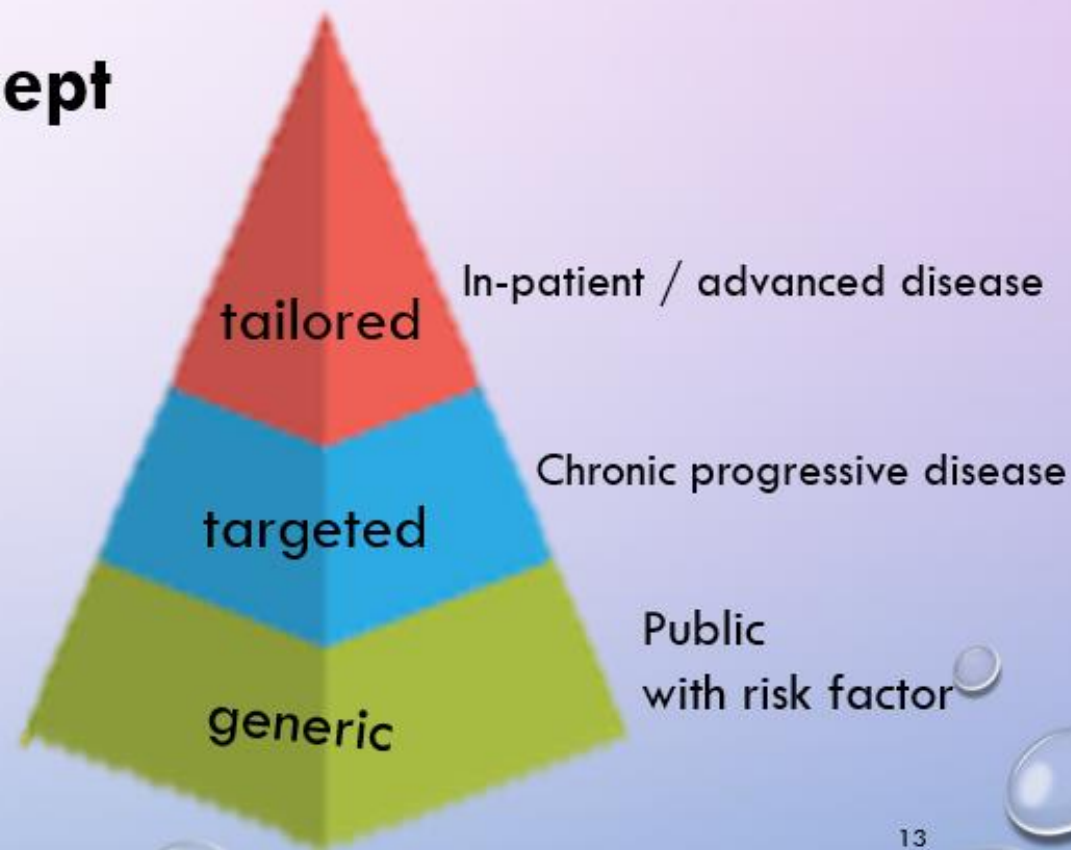 ept
In-patient / advanced disease
tailored
Chronic progressive disease
targeted
Public
with risk factor
generic
13